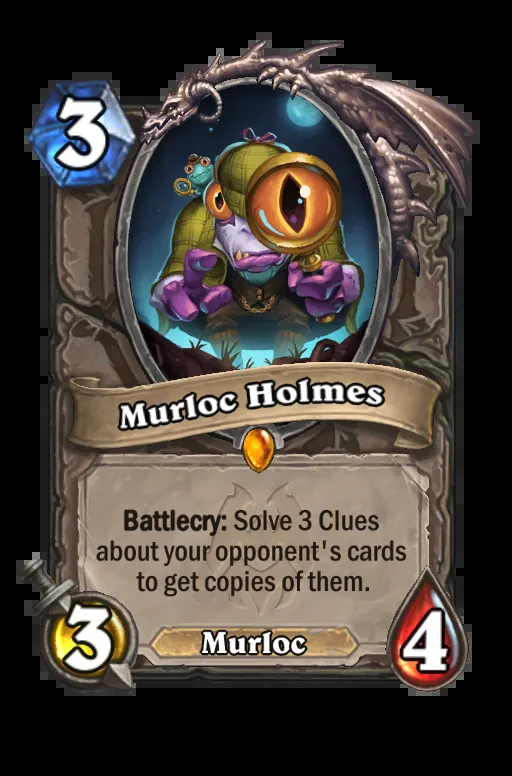 3
Murloc Holmes
Battlecry: Solve 3 Clues
about your opponent's cards
to get copies of them.
3
Murloc
4